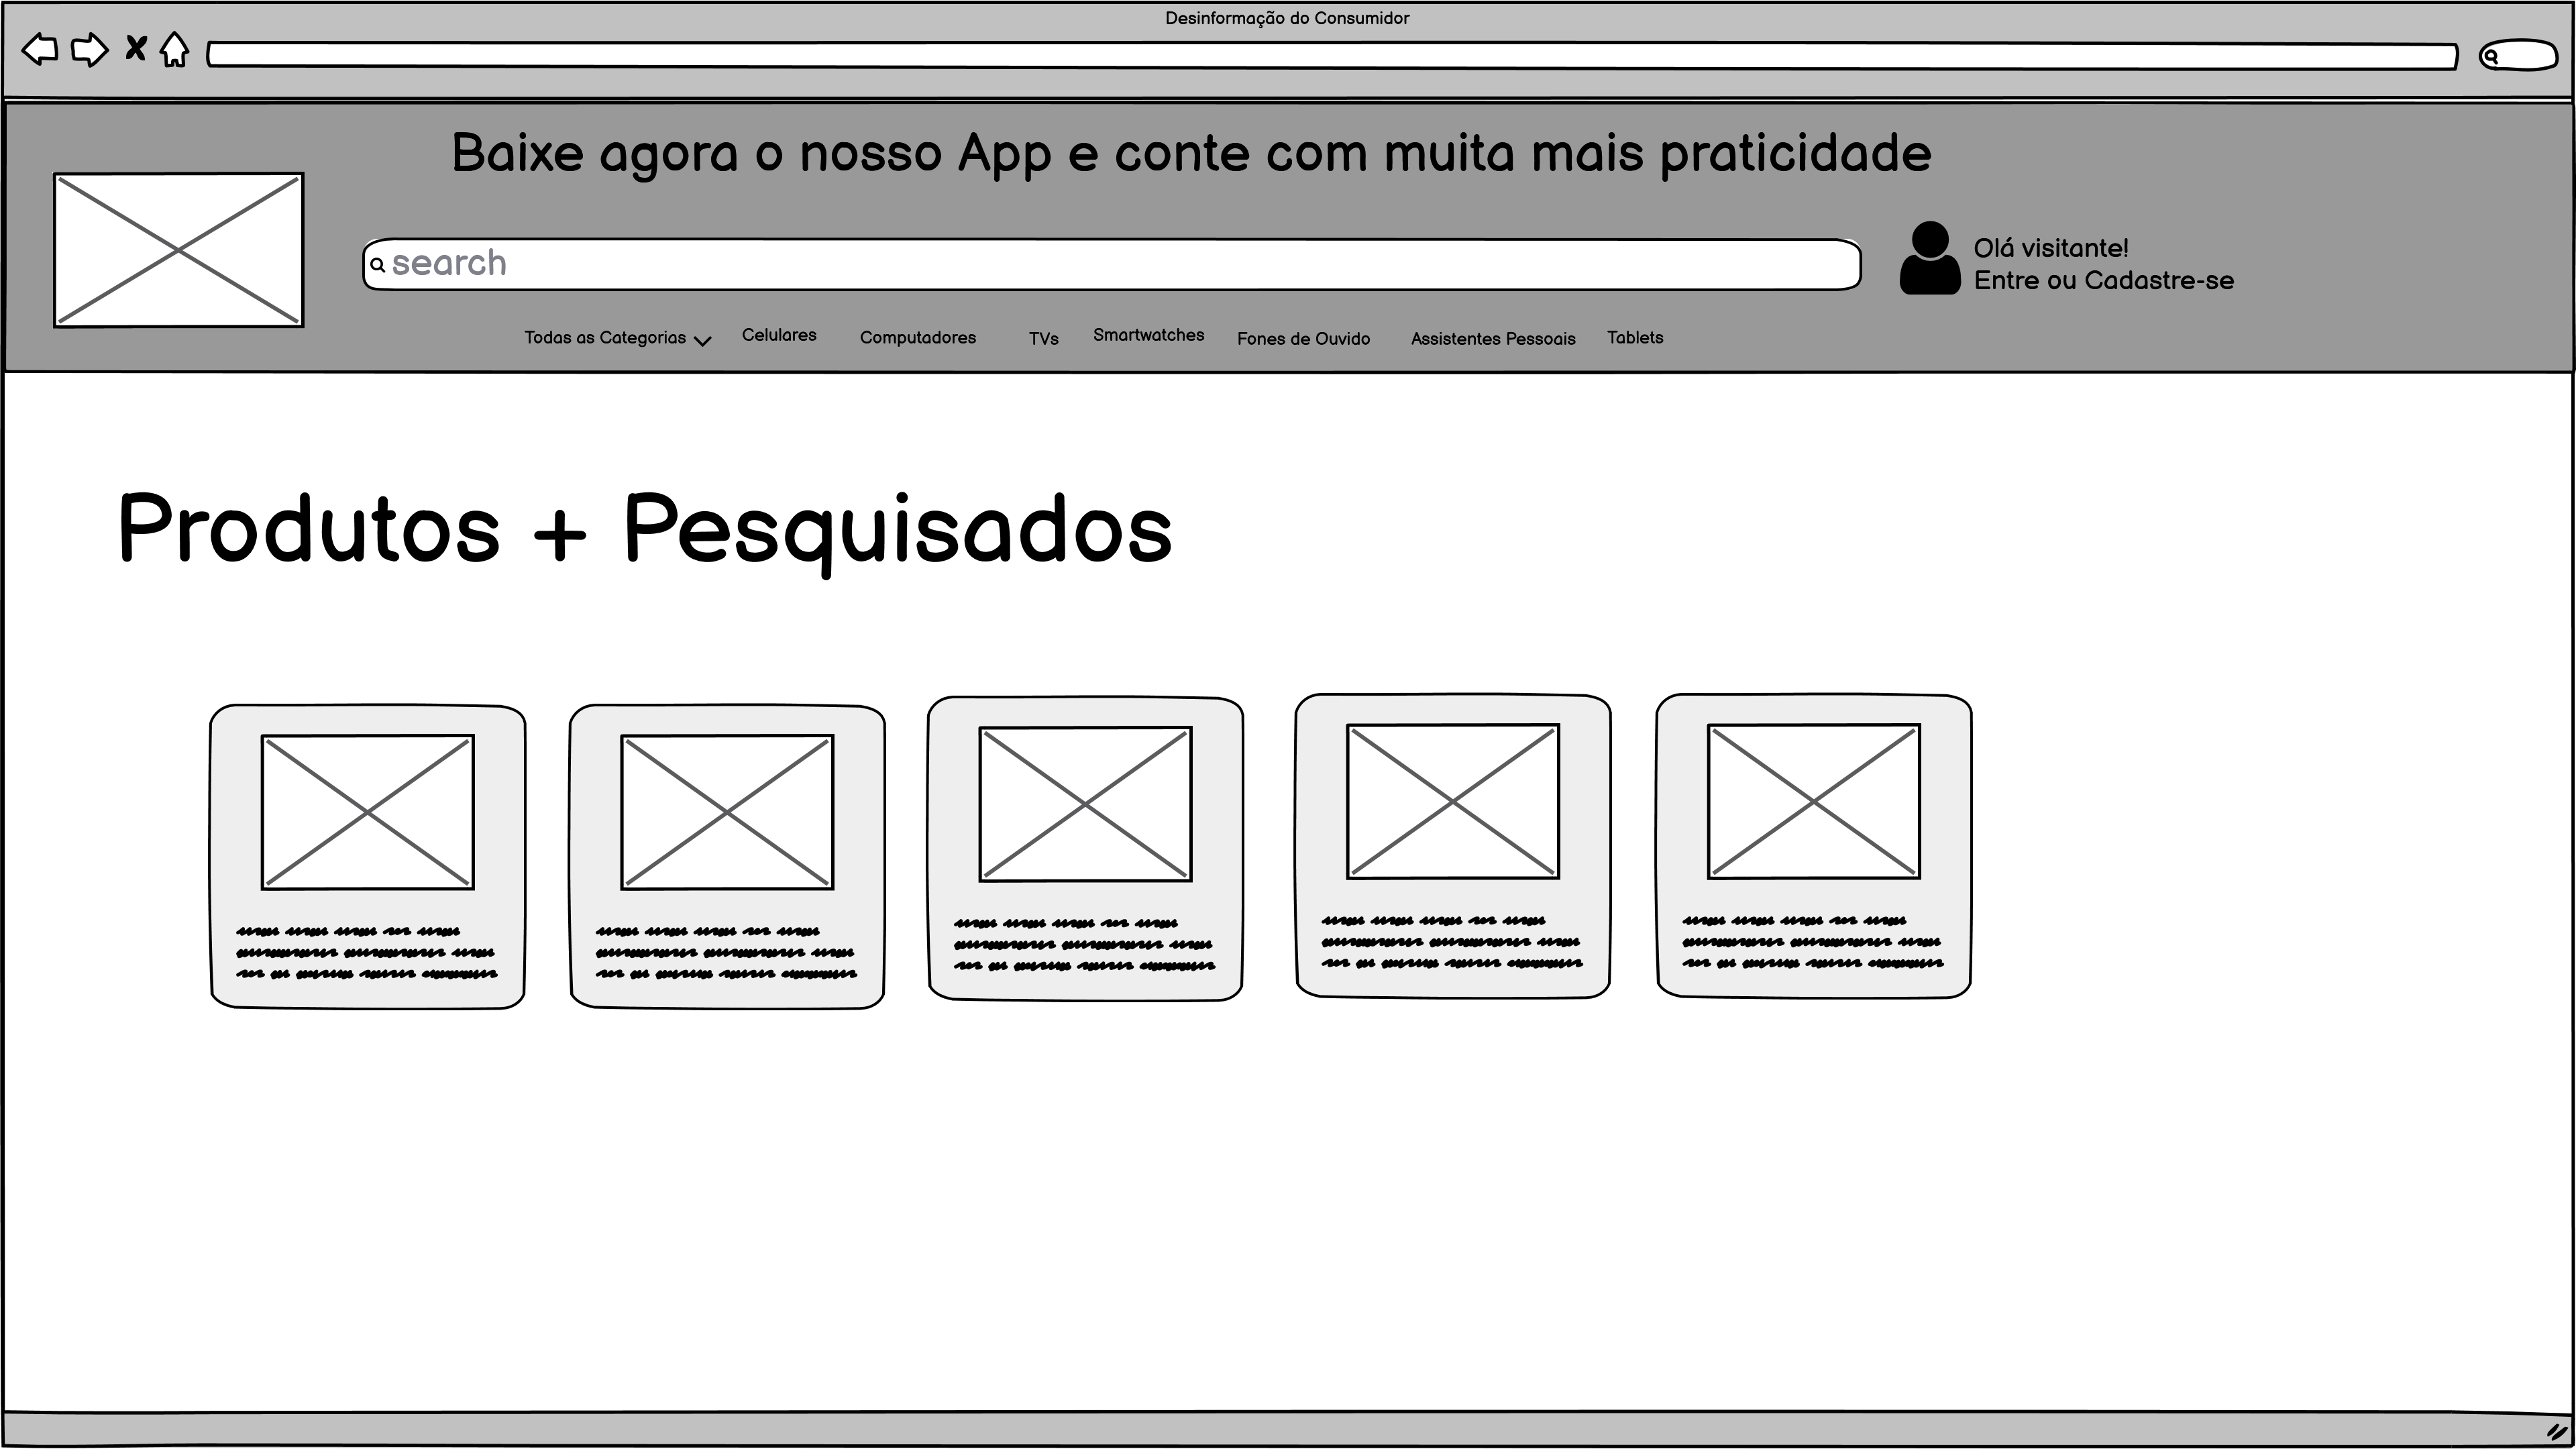 Desinformação do Consumidor
Baixe agora o nosso App e conte com muita mais praticidade
search
Olá visitante!
Entre ou Cadastre-se
Todas as Categorias Celulares Computadores TVs Smartwatches Fones de Ouvido Assistentes Pessoais Tablets
Produtos + Pesquisados